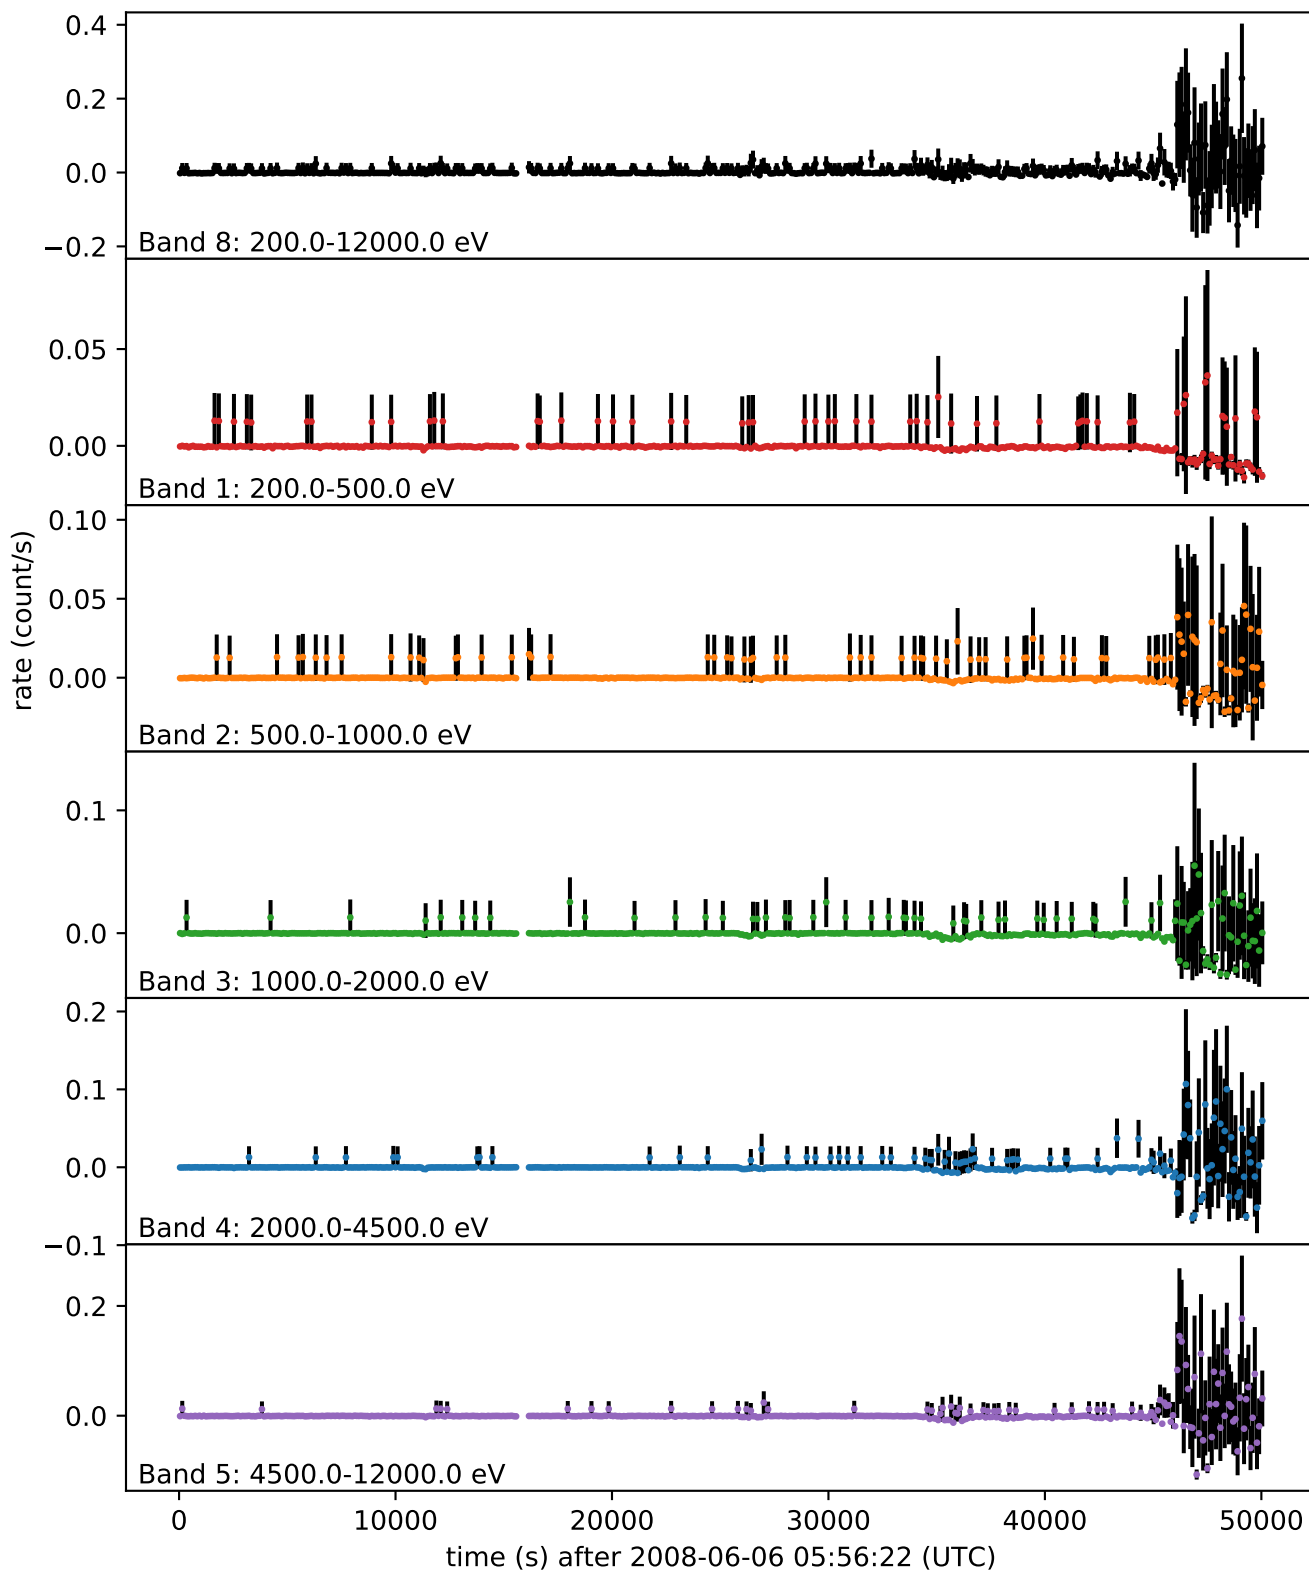 0.4
0.2
0.0
−0.2
Band 8: 200.0-12000.0 eV
0.05
0.00
Band 1: 200.0-500.0 eV
0.10
0.05
0.00
Band 2: 500.0-1000.0 eV
rate (count/s)
0.1
0.0
Band 3: 1000.0-2000.0 eV
0.2
0.1
0.0
−0.1
Band 4: 2000.0-4500.0 eV
0.2
0.0
Band 5: 4500.0-12000.0 eV
0 10000 20000 30000 40000 50000
time (s) after 2008-06-06 05:56:22 (UTC)